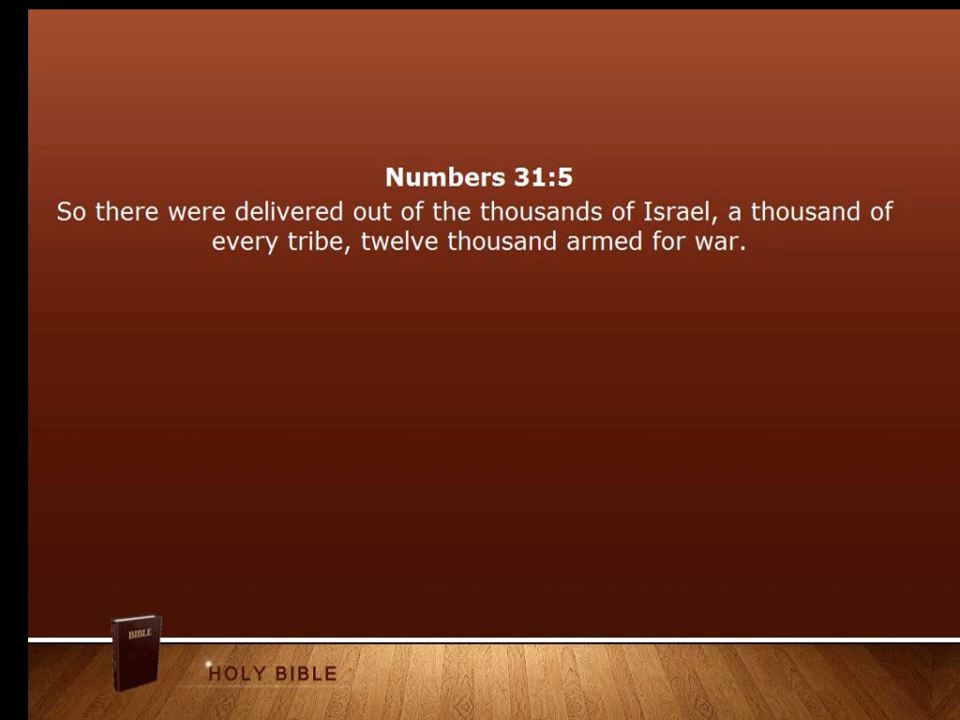 Numbers 31:5
So there were delivered out of the thousands of Israel, a thousand of
every tribe, twelve thousand armed for war.
BIBLE
HOLY BIBLE